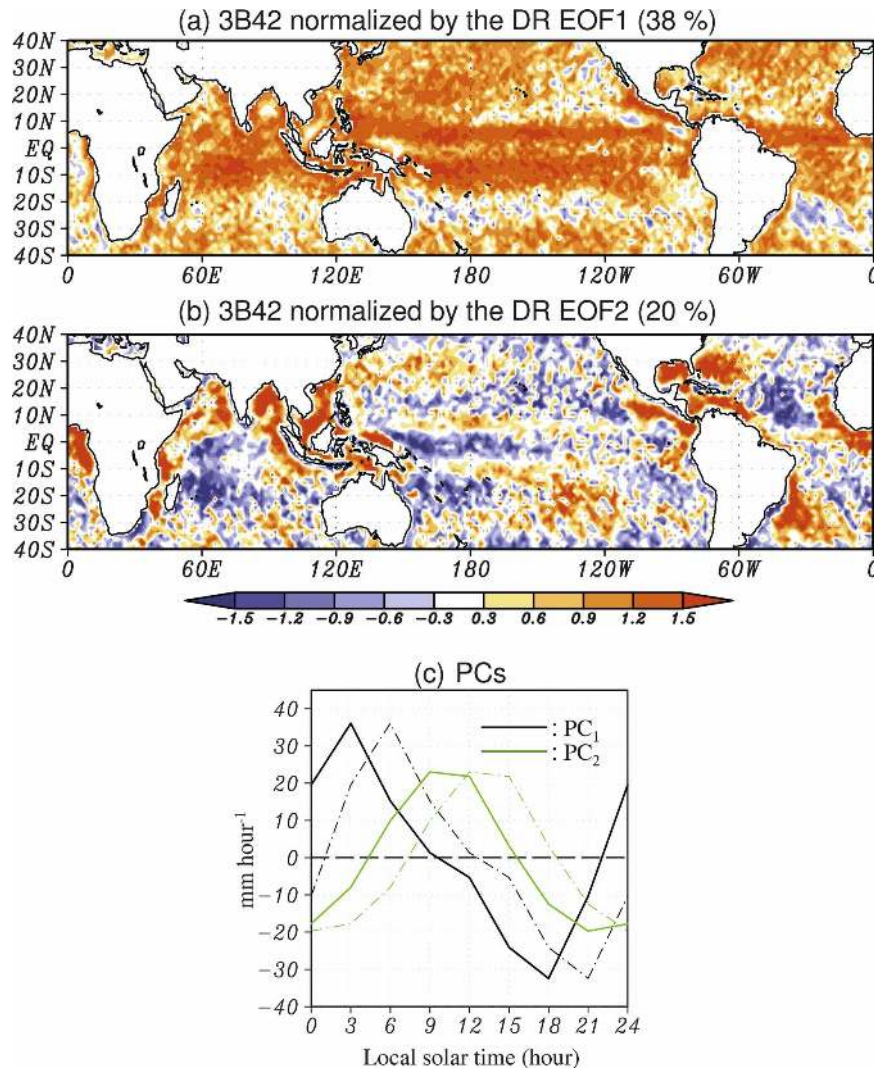 (a) 3B42 normalized by the DR EOF1 (38 %)
40N
30N
20N
10N
EQ
10S
20S
30S
40S
0 60E 120E 180 120W 60W 0
(b) 3B42 normalized by the DR EOF2 (20 %)
40N
30N
20N
10N
EQ
10S
20S
30S
40S
0 60E 120E 180 120W 60W 0
−1.5 −1.2 −0.9 −0.6 −0.3 0.3 0.6 0.9 1.2 1.5
(c) PCs
: PC1
: PC2
mm hour-1
40
30
20
10
0
−10
−20
−30
−40
0 3 6 9 12 15 18 21 24
Local solar time (hour)